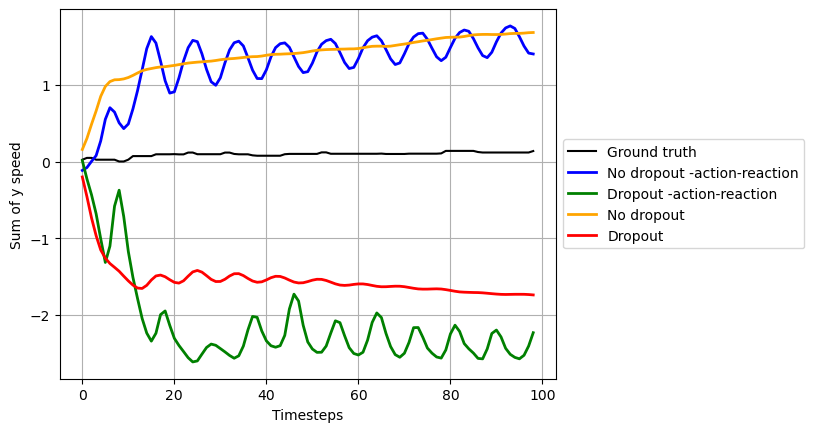 Sum of y speed
1
0
−1
−2
0
20
40
60
80
100
Timesteps
Ground truth
No dropout -action-reaction
Dropout -action-reaction
No dropout
Dropout